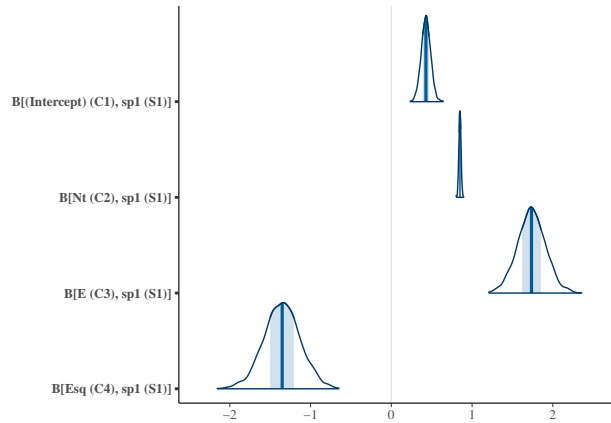 B[(Intercept) (C1), sp1 (S1)]
B[Nt (C2), sp1 (S1)]
B[E (C3), sp1 (S1)]
B[Esq (C4), sp1 (S1)]
−2 −1 0 1 2